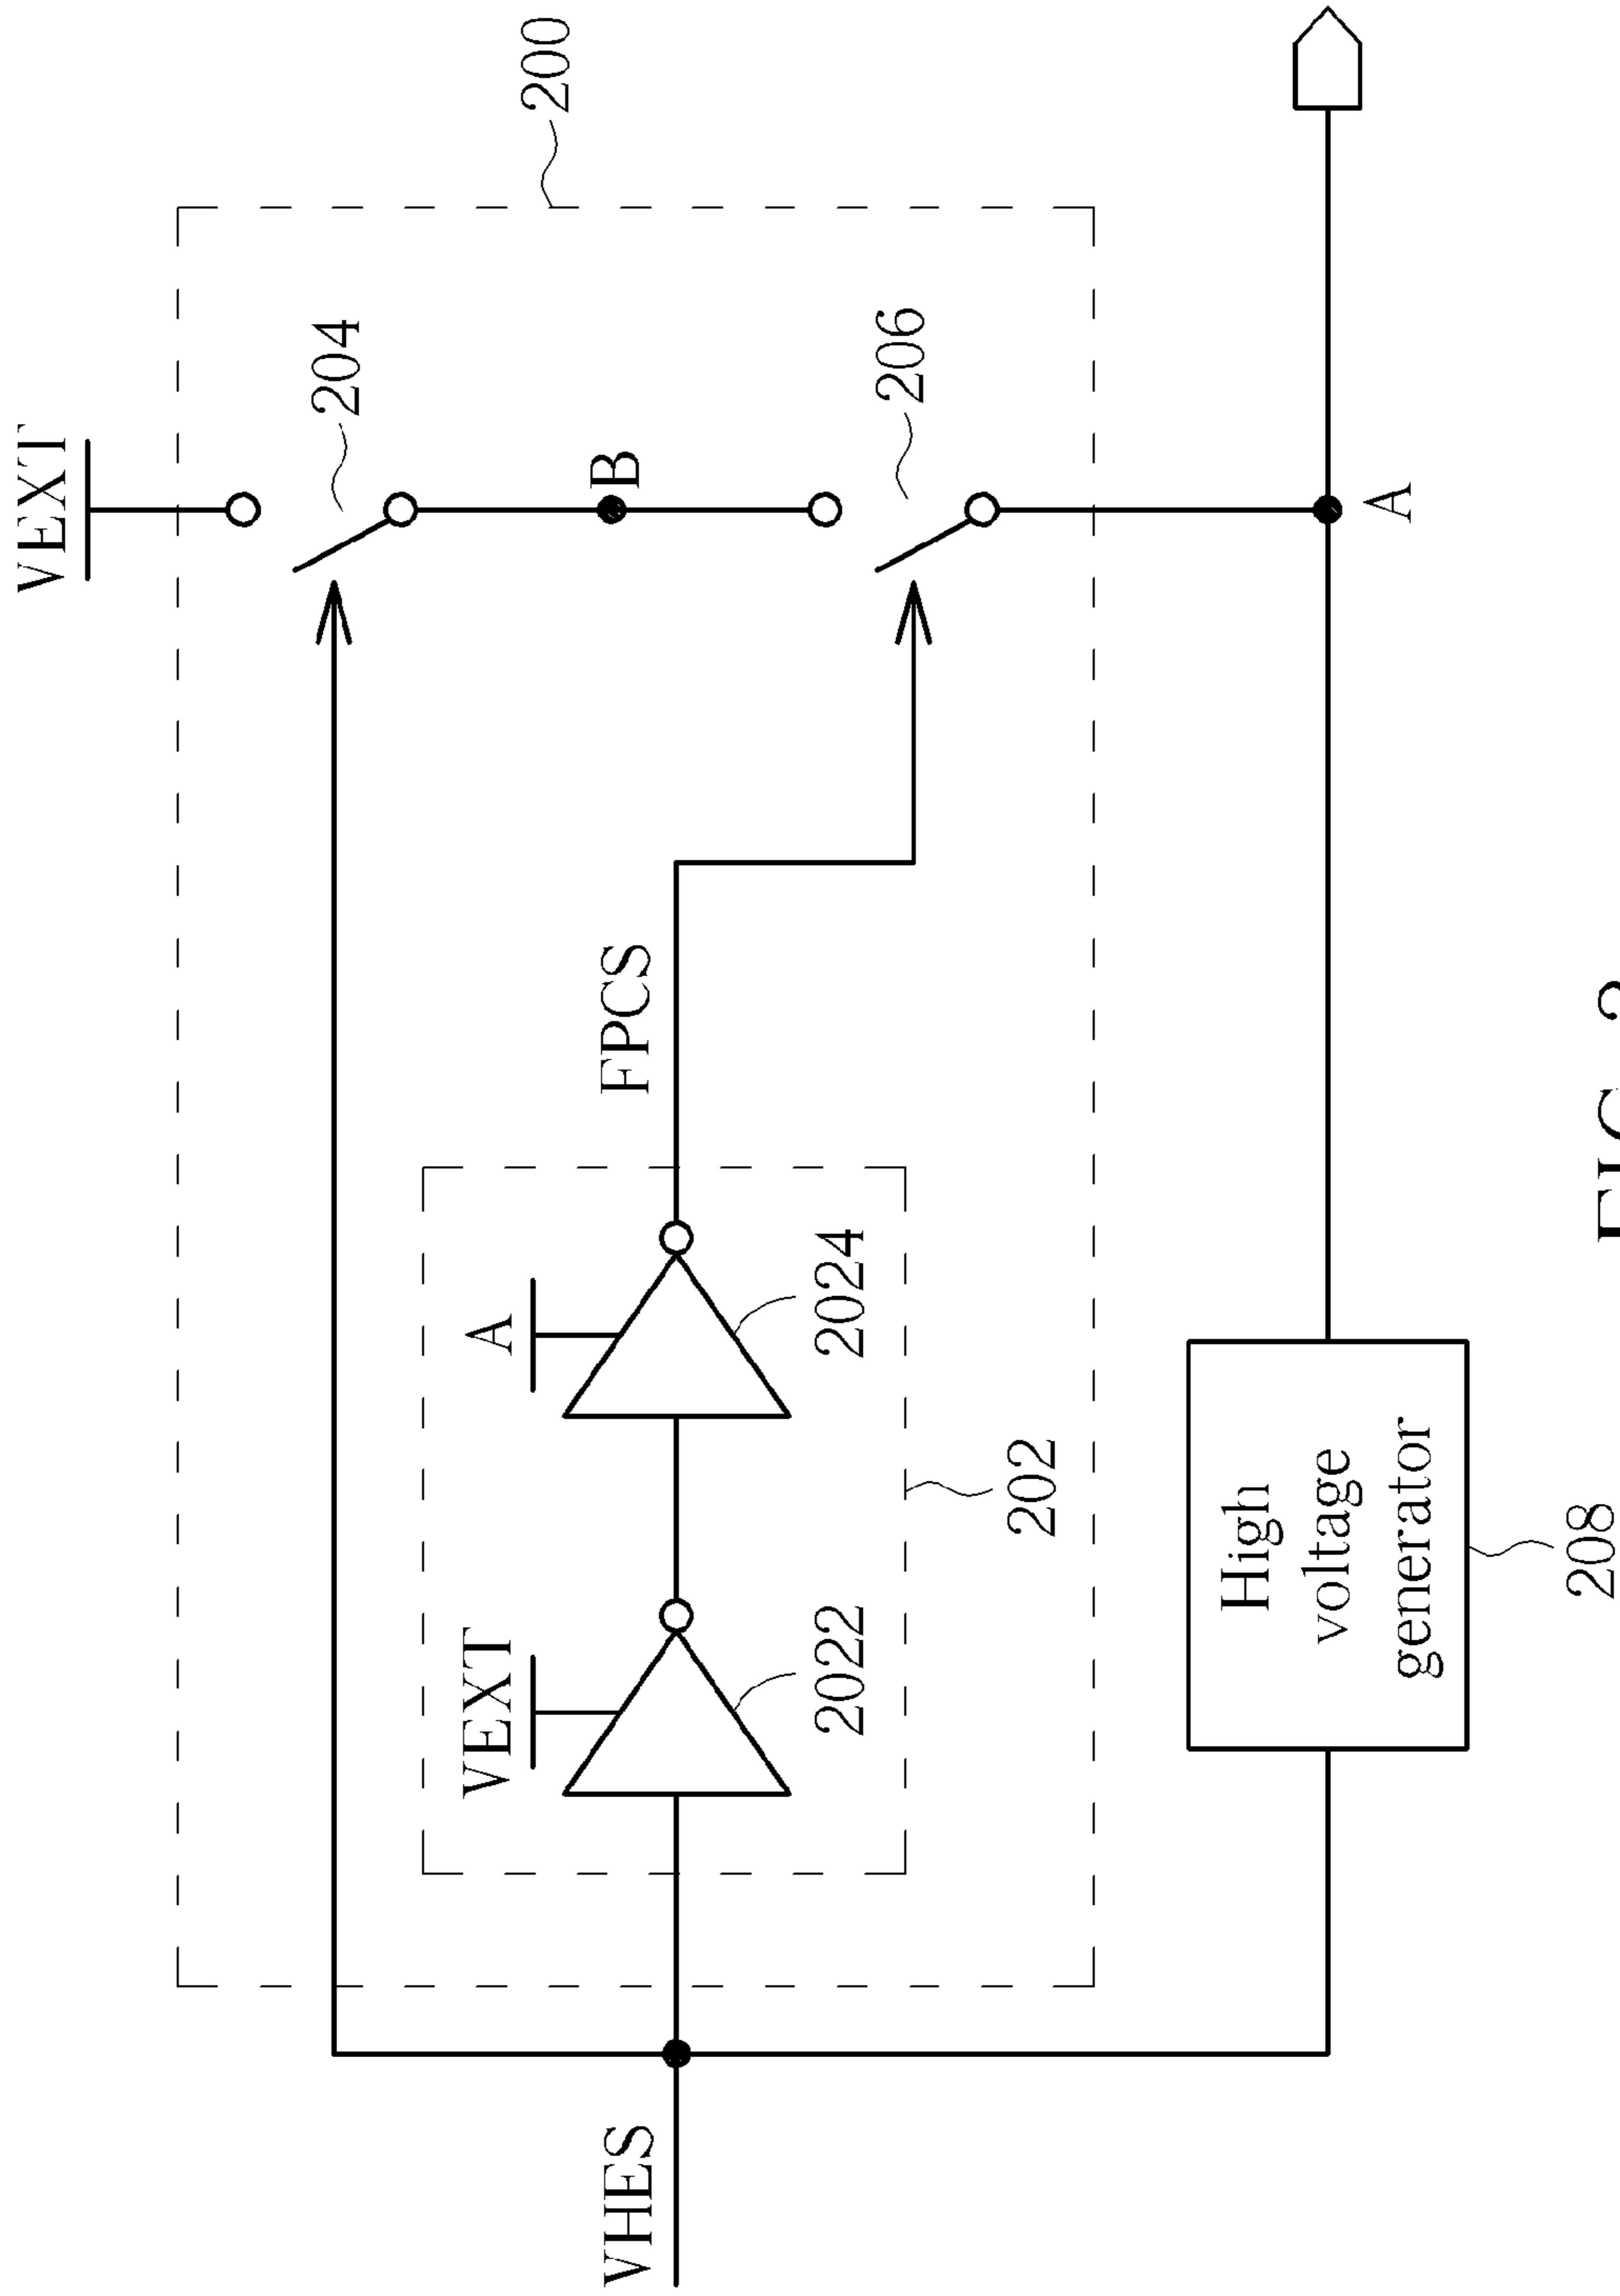 VEXT
200
204
B
206
A
FPCS
VEXT
A
2022
2024
202
VHES
High
voltage
generator
208